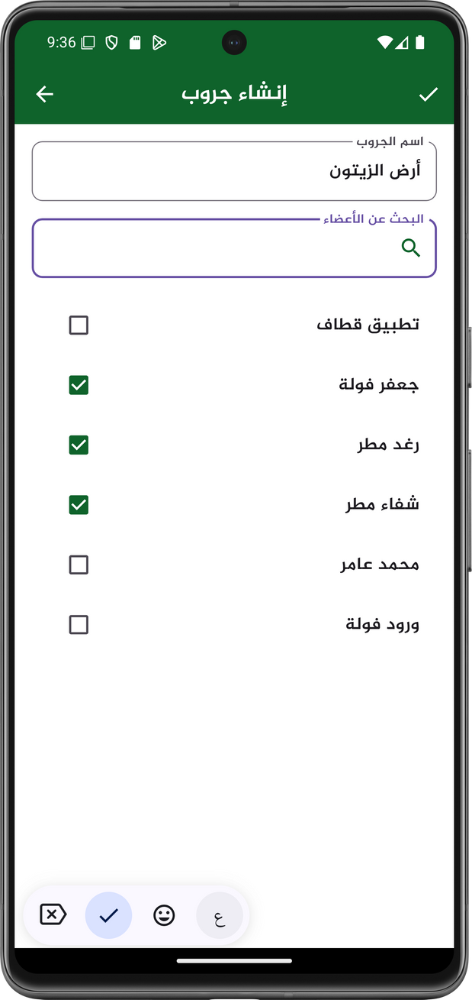 9:36
إنشاء جروب
اسم الجروب
أرض الزيتون
البحث عن الأعضاء
تطبيق قطاف
جعفر فولة
رغد مطر
شفاء مطر
محمد عامر
ورود فولة
ع